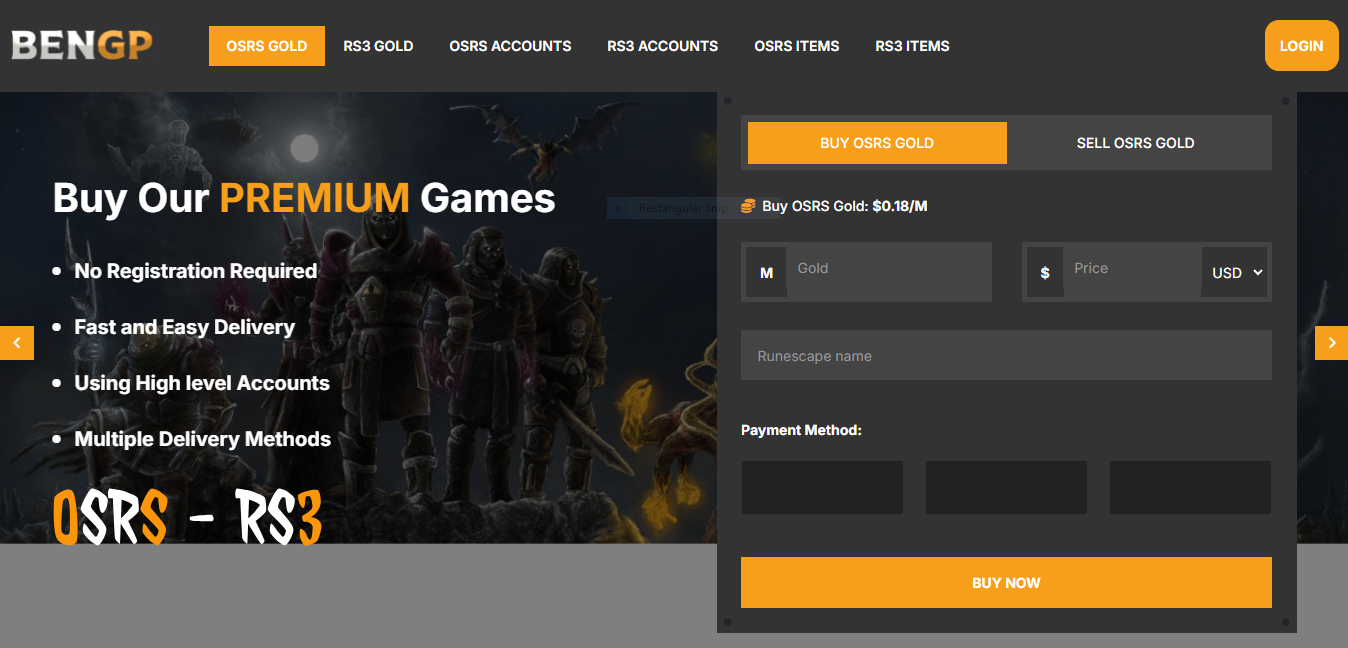 BENGP
OSRS GOLD
RS3 GOLD
OSRS ACCOUNTS
RS3 ACCOUNTS
OSRS ITEMS
RS3 ITEMS
LOGIN
Buy Our PREMIUM Games
No Registration Required
Fast and Easy Delivery
Using High level Accounts
Multiple Delivery Methods
OSRS - RS3
Rectangular Snip
BUY OSRS GOLD
SELL OSRS GOLD
Buy OSRS Gold: $0.18/M
M
Gold
$
Price
USD
Runescape name
Payment Method:
BUY NOW